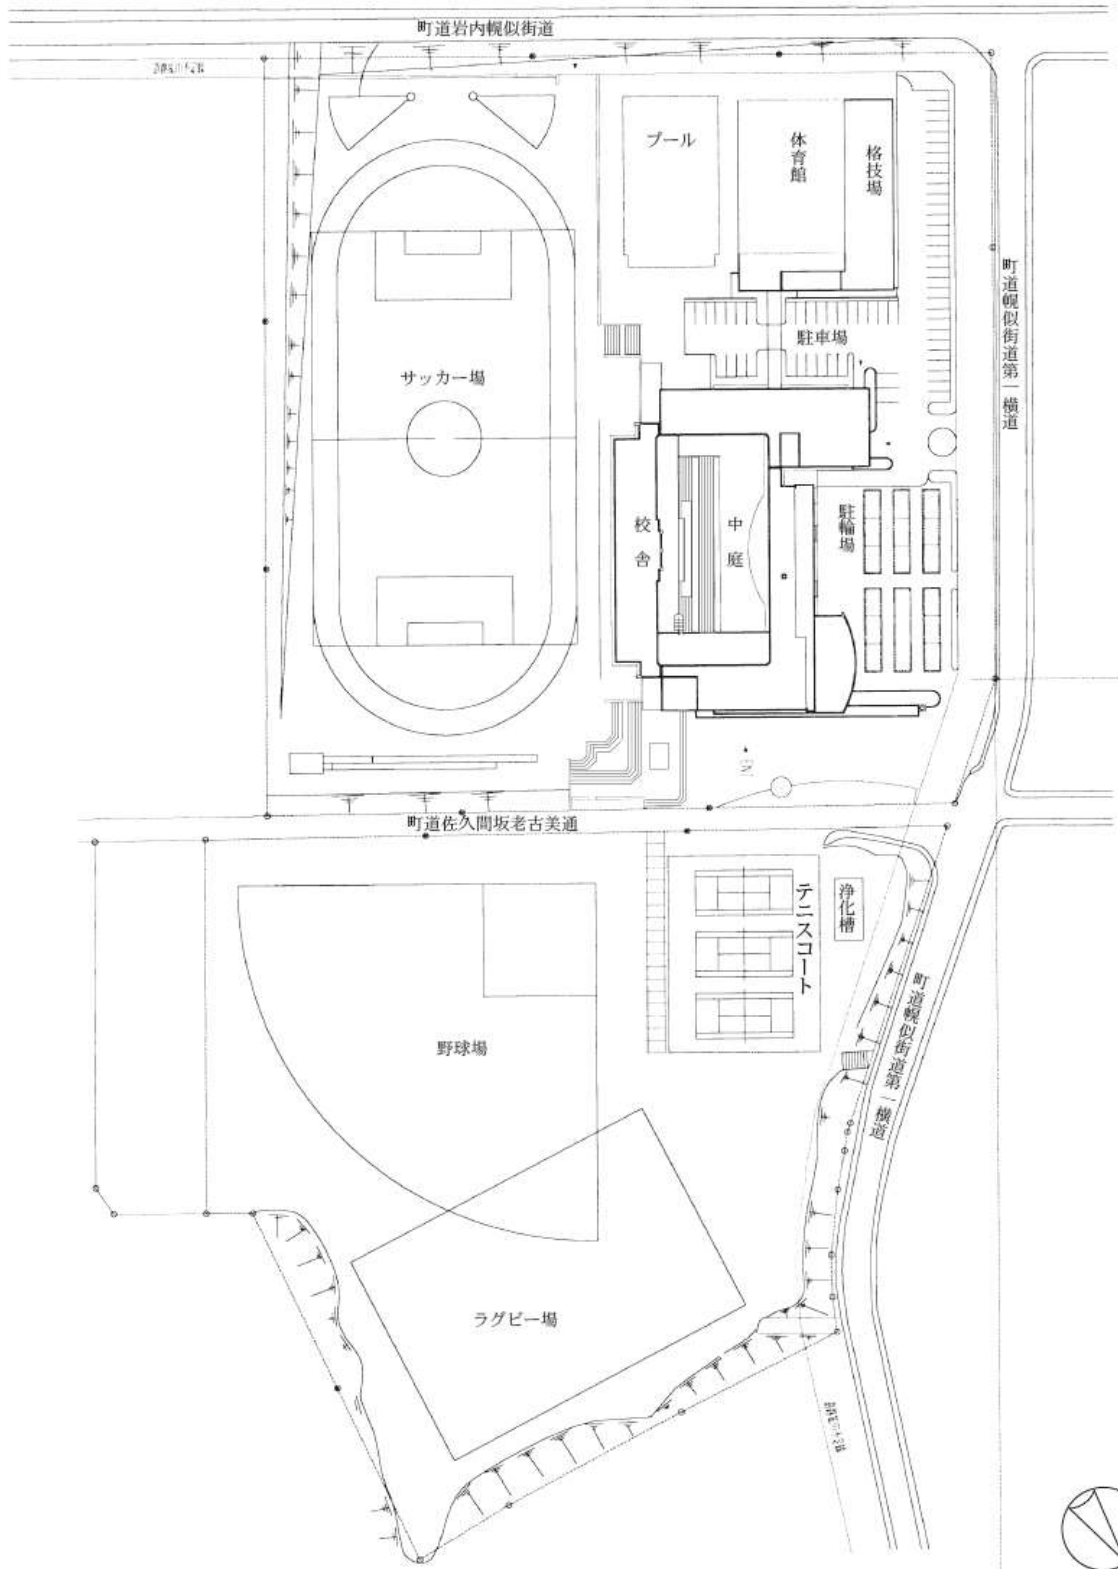 町道岩内幌似街道
プール
体育館
格技場
町道幌似街道第一横道
駐車場
サッカー場
校舎
中庭
駐輪場
町道佐久間坂老古美通
テニスコート
浄化槽
町道幌似街道第一横道
野球場
ラグビー場